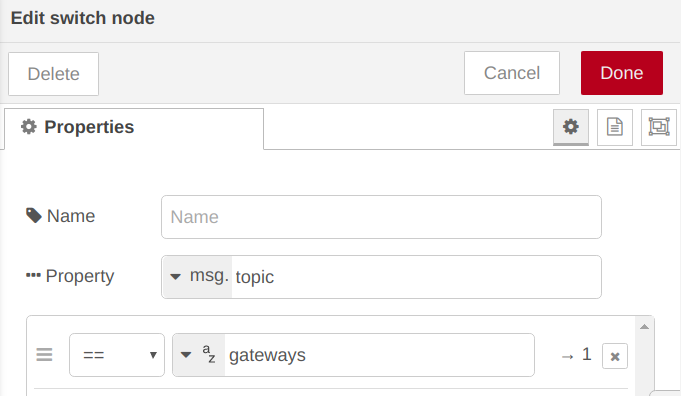 Edit switch node
Delete Cancel Done
Properties
Name Name
Property msg. topic
== a z gateways → 1 ×